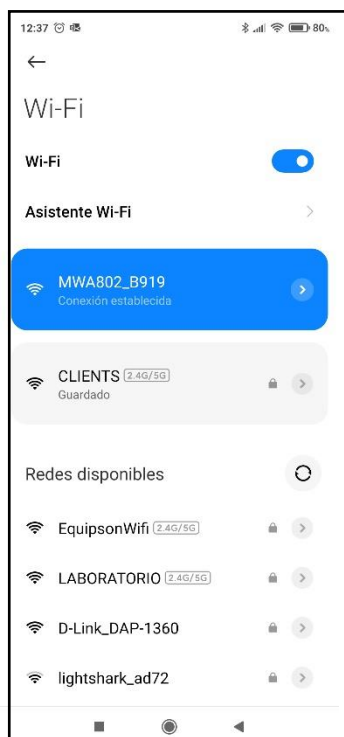 12:37 80%
Wi-Fi
Wi-Fi
Asistente Wi-Fi
MWA802_B919
Conexión establecida
CLIENTS 2.4G/5G
Guardado
Redes disponibles
EquipsonWifi 2.4G/5G
LABORATORIO 2.4G/5G
D-Link_DAP-1360
lightshark_ad72